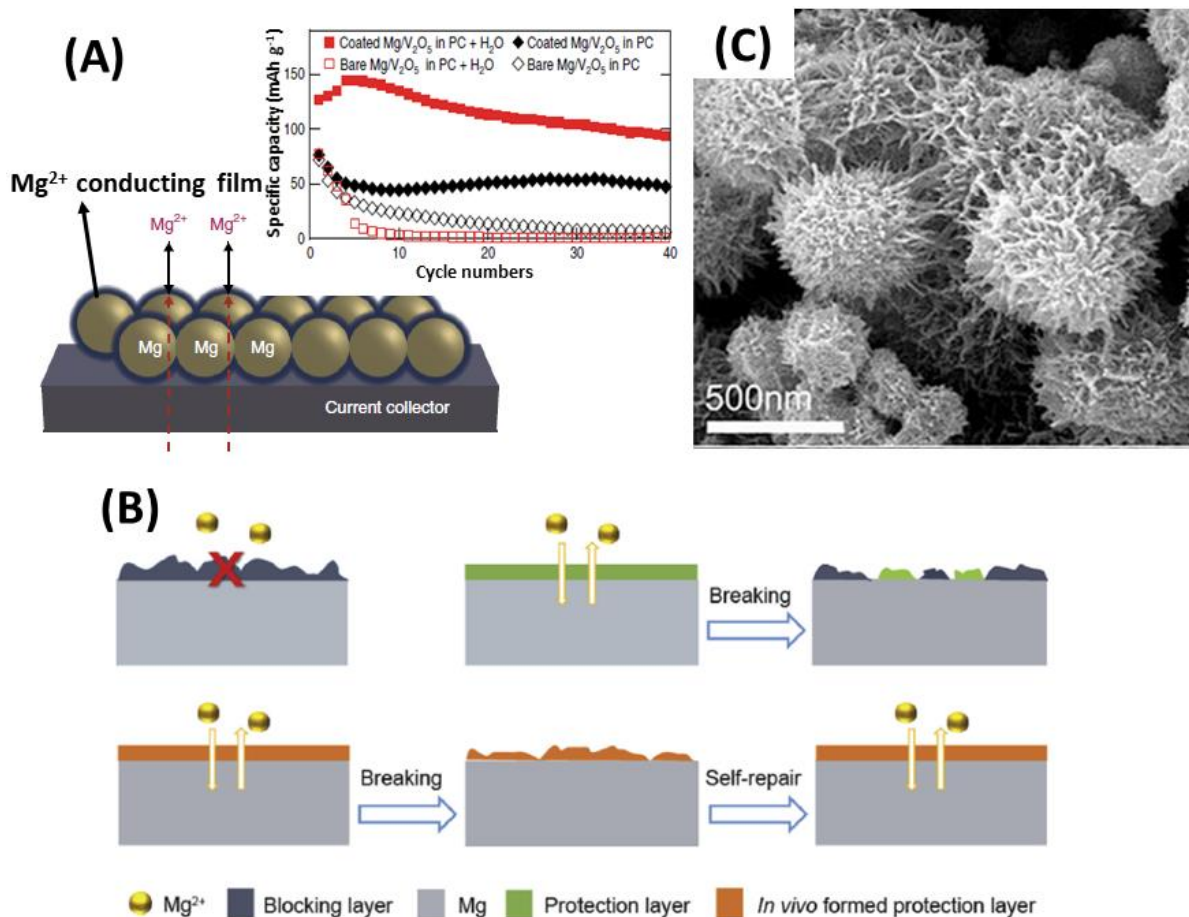 (A)
Coated Mg/V₂O₅ in PC + H₂O
Coated Mg/V₂O₅ in PC
Bare Mg/V₂O₅ in PC + H₂O
Bare Mg/V₂O₅ in PC
Specific capacity (mAh g⁻¹)
150
100
50
0
0 10 20 30 40
Cycle numbers
Mg²⁺ conducting film
Mg²⁺ Mg²⁺
Mg Mg Mg
Current collector
(C)
500nm
(B)
Breaking
Breaking
Self-repair
Mg²⁺ Blocking layer Mg Protection layer In vivo formed protection layer